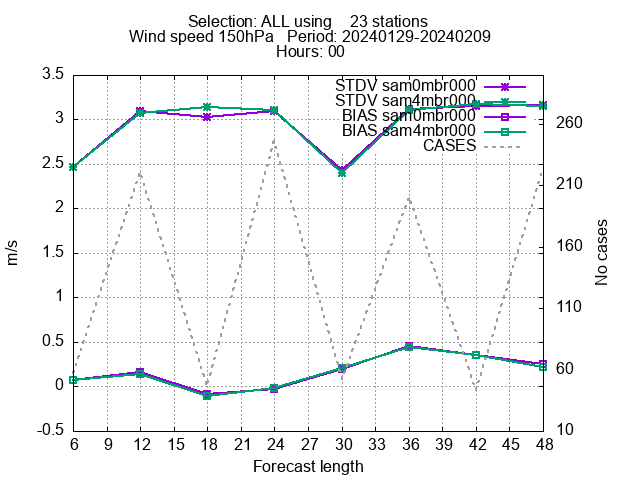 Selection: ALL using 23 stations
Wind speed 150hPa Period: 20240129-20240209
Hours: 00
STDV sam0mbr000
STDV sam4mbr000
BIAS sam0mbr000
BIAS sam4mbr000
CASES
3.5
3
2.5
2
1.5
1
0.5
0
-0.5
m/s
260
210
160
110
60
10
No cases
6 12 18 24 30 36 42 48 9 15 21 27 33 39 45
Forecast length